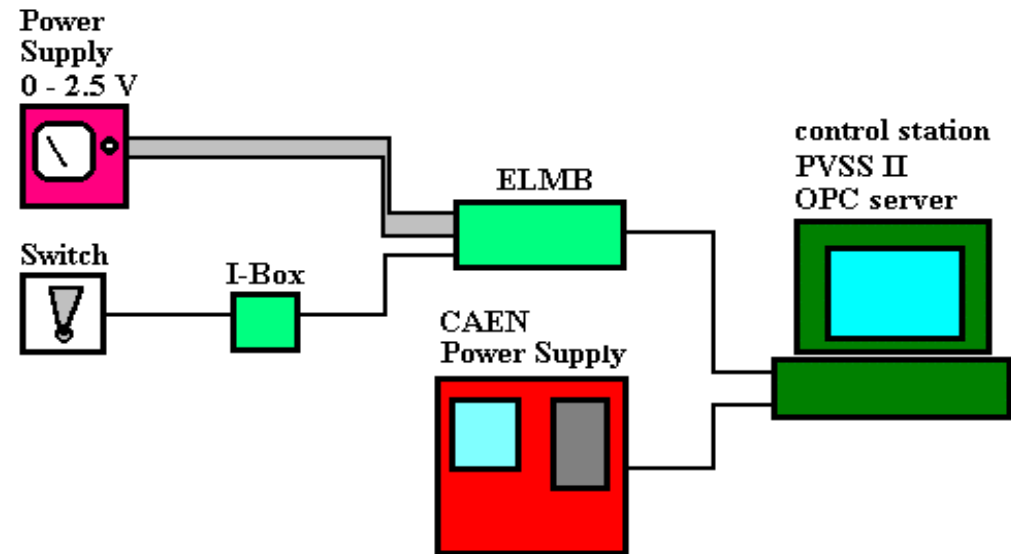 Power
Supply
0 - 2.5 V
control station
PVSS II
OPC server
ELMB
Switch
I-Box
CAEN
Power Supply